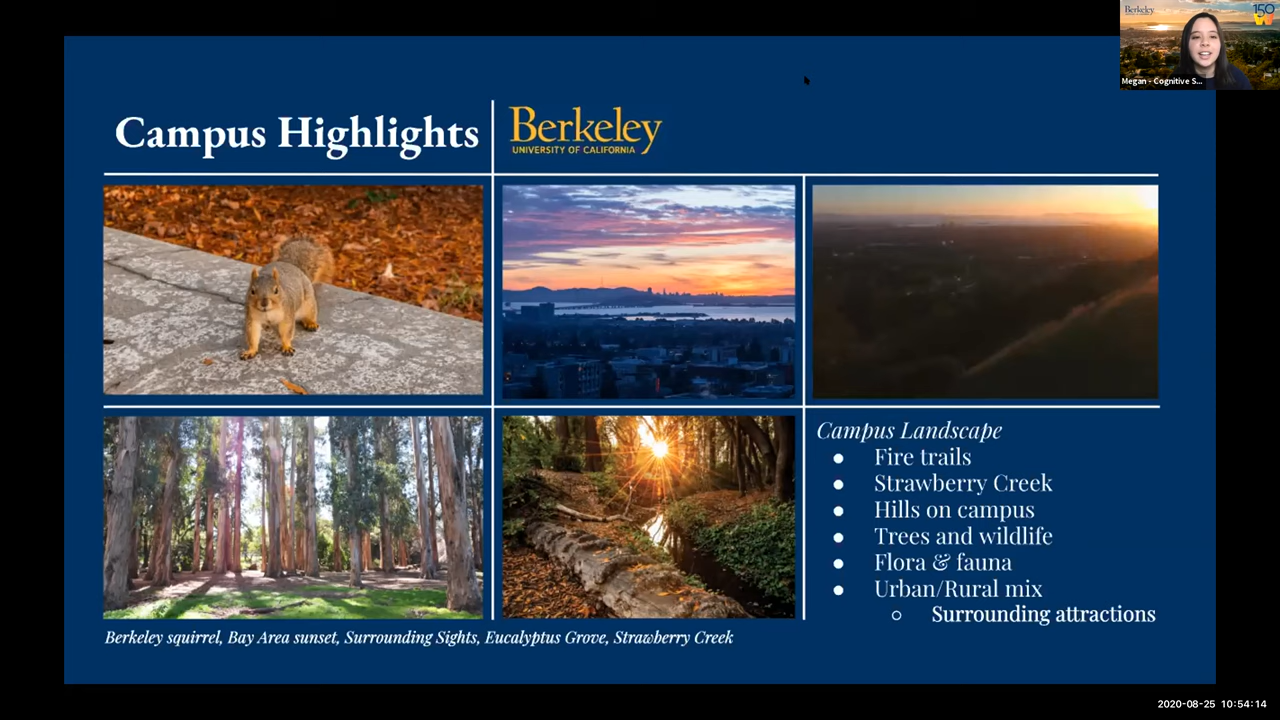 Berkeley
150
Megan - Cognitive S...
Campus Highlights
Berkeley
UNIVERSITY OF CALIFORNIA
Campus Landscape
● Fire trails
● Strawberry Creek
● Hills on campus
● Trees and wildlife
● Flora & fauna
● Urban/Rural mix
○ Surrounding attractions
Berkeley squirrel, Bay Area sunset, Surrounding Sights, Eucalyptus Grove, Strawberry Creek
2020-08-25 10:54:14